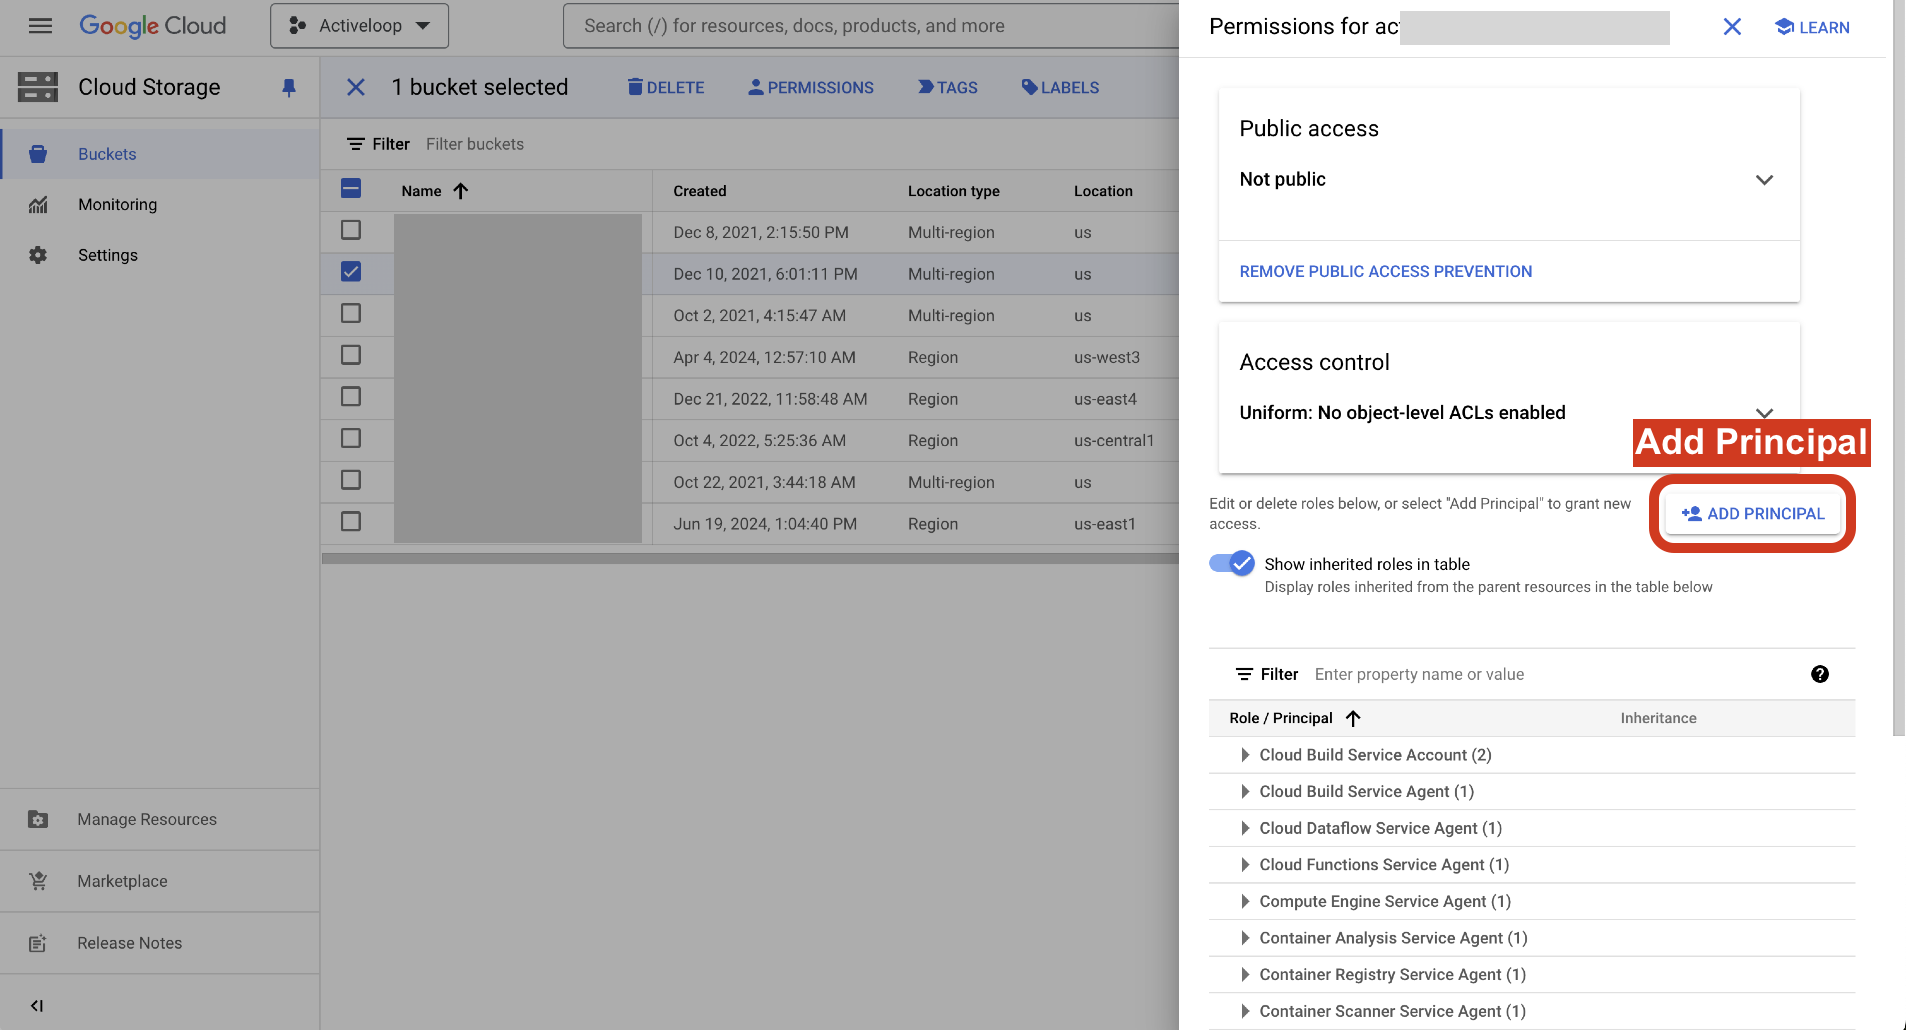 Google Cloud
Activeloop
Search (/) for resources, docs, products, and more
Cloud Storage
Buckets
Monitoring
Settings
Manage Resources
Marketplace
Release Notes
1 bucket selected
DELETE
PERMISSIONS
TAGS
LABELS
Filter Filter buckets
Name Created Location type Location
Dec 8, 2021, 2:15:50 PM Multi-region us
Dec 10, 2021, 6:01:11 PM Multi-region us
Oct 2, 2021, 4:15:47 AM Multi-region us
Apr 4, 2024, 12:57:10 AM Region us-west3
Dec 21, 2022, 11:58:48 AM Region us-east4
Oct 4, 2022, 5:25:36 AM Region us-central1
Oct 22, 2021, 3:44:18 AM Multi-region us
Jun 19, 2024, 1:04:40 PM Region us-east1
Permissions for act
LEARN
Public access
Not public
REMOVE PUBLIC ACCESS PREVENTION
Access control
Uniform: No object-level ACLs enabled
Add Principal
Edit or delete roles below, or select "Add Principal" to grant new
access.
ADD PRINCIPAL
Show inherited roles in table
Display roles inherited from the parent resources in the table below
Filter Enter property name or value
Role / Principal Inheritance
Cloud Build Service Account (2)
Cloud Build Service Agent (1)
Cloud Dataflow Service Agent (1)
Cloud Functions Service Agent (1)
Compute Engine Service Agent (1)
Container Analysis Service Agent (1)
Container Registry Service Agent (1)
Container Scanner Service Agent (1)